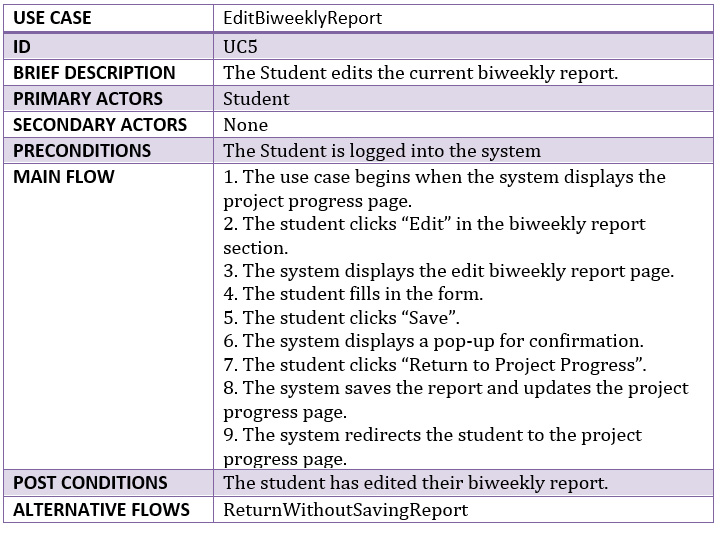 USE CASE EditBiweeklyReport
ID UC5
BRIEF DESCRIPTION The Student edits the current biweekly report.
PRIMARY ACTORS Student
SECONDARY ACTORS None
PRECONDITIONS The Student is logged into the system
MAIN FLOW 1. The use case begins when the system displays the
project progress page.
2. The student clicks “Edit” in the biweekly report
section.
3. The system displays the edit biweekly report page.
4. The student fills in the form.
5. The student clicks “Save”.
6. The system displays a pop-up for confirmation.
7. The student clicks “Return to Project Progress”.
8. The system saves the report and updates the project
progress page.
9. The system redirects the student to the project
progress page.
POST CONDITIONS The student has edited their biweekly report.
ALTERNATIVE FLOWS ReturnWithoutSavingReport